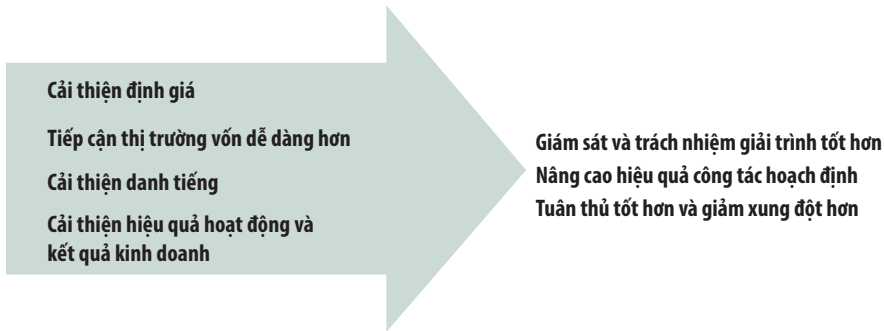 Cải thiện định giá
Tiếp cận thị trường vốn dễ dàng hơn
Cải thiện danh tiếng
Cải thiện hiệu quả hoạt động và
kết quả kinh doanh
Giám sát và trách nhiệm giải trình tốt hơn
Nâng cao hiệu quả công tác hoạch định
Tuân thủ tốt hơn và giảm xung đột hơn